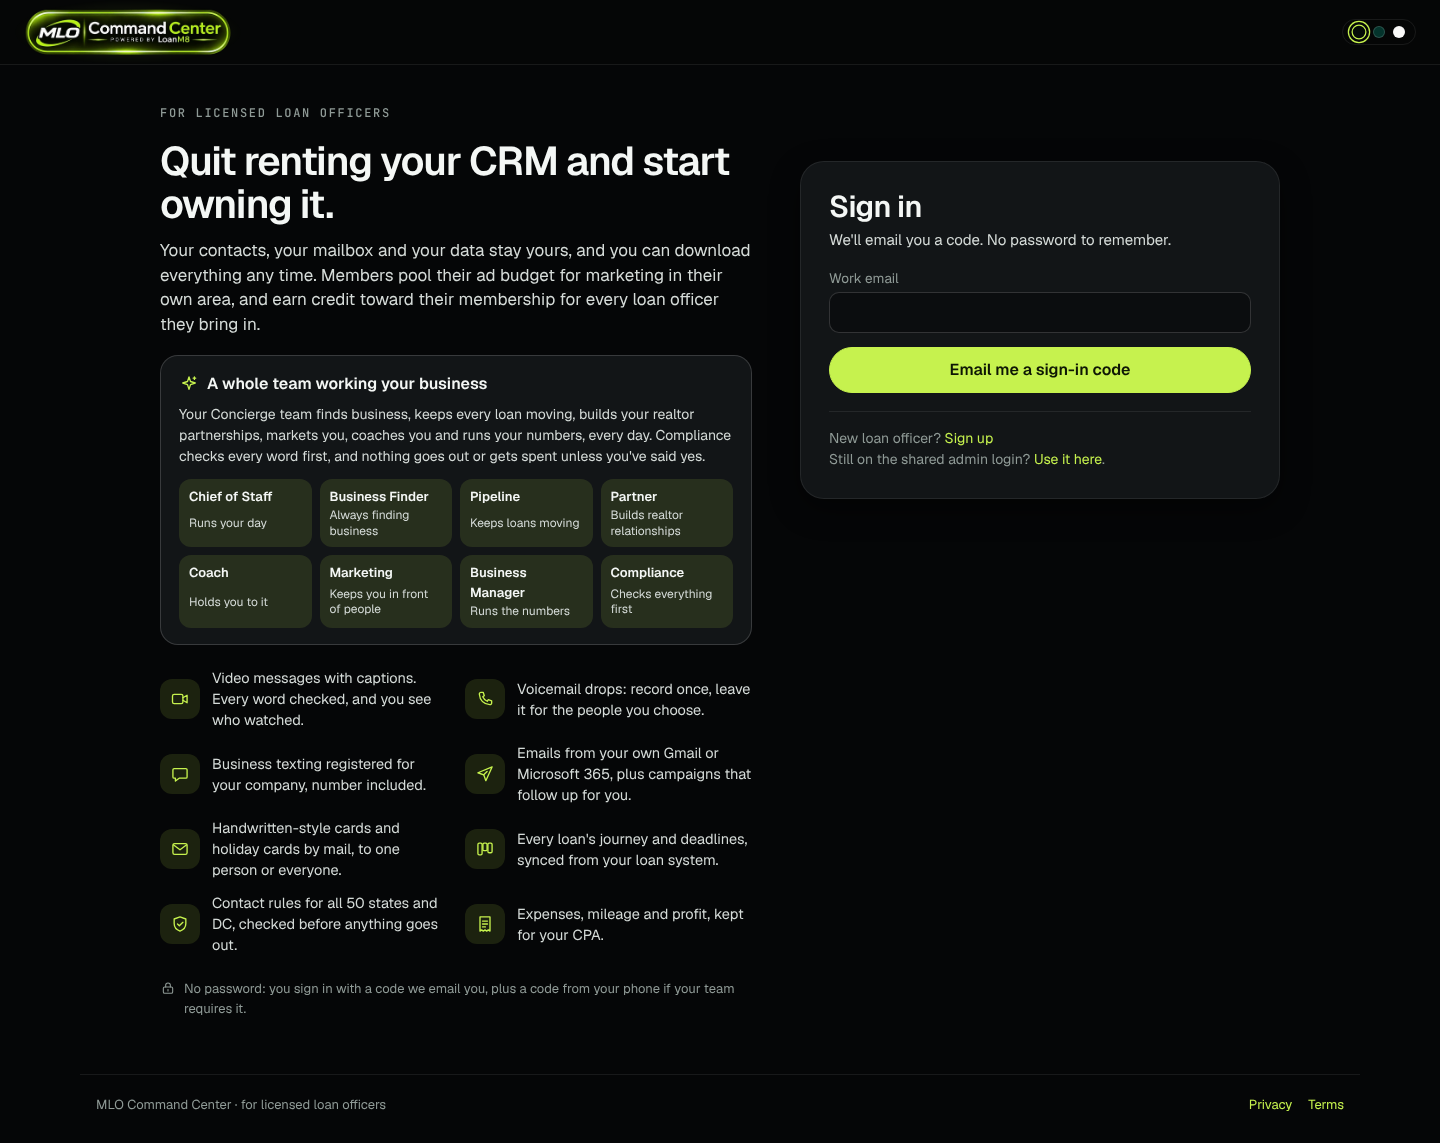 MLO Command Center
POWERED BY LoanM8
FOR LICENSED LOAN OFFICERS
Quit renting your CRM and start
owning it.
Your contacts, your mailbox and your data stay yours, and you can download
everything any time. Members pool their ad budget for marketing in their
own area, and earn credit toward their membership for every loan officer
they bring in.
A whole team working your business
Your Concierge team finds business, keeps every loan moving, builds your realtor
partnerships, markets you, coaches you and runs your numbers, every day. Compliance
checks every word first, and nothing goes out or gets spent unless you've said yes.
Chief of Staff
Runs your day
Business Finder
Always finding
business
Pipeline
Keeps loans moving
Partner
Builds realtor
relationships
Coach
Holds you to it
Marketing
Keeps you in front
of people
Business
Manager
Runs the numbers
Compliance
Checks everything
first
Video messages with captions.
Every word checked, and you see
who watched.
Voicemail drops: record once, leave
it for the people you choose.
Business texting registered for
your company, number included.
Emails from your own Gmail or
Microsoft 365, plus campaigns that
follow up for you.
Handwritten-style cards and
holiday cards by mail, to one
person or everyone.
Every loan's journey and deadlines,
synced from your loan system.
Contact rules for all 50 states and
DC, checked before anything goes
out.
Expenses, mileage and profit, kept
for your CPA.
No password: you sign in with a code we email you, plus a code from your phone if your team
requires it.
Sign in
We'll email you a code. No password to remember.
Work email
Email me a sign-in code
New loan officer? Sign up
Still on the shared admin login? Use it here.
MLO Command Center · for licensed loan officers
Privacy Terms